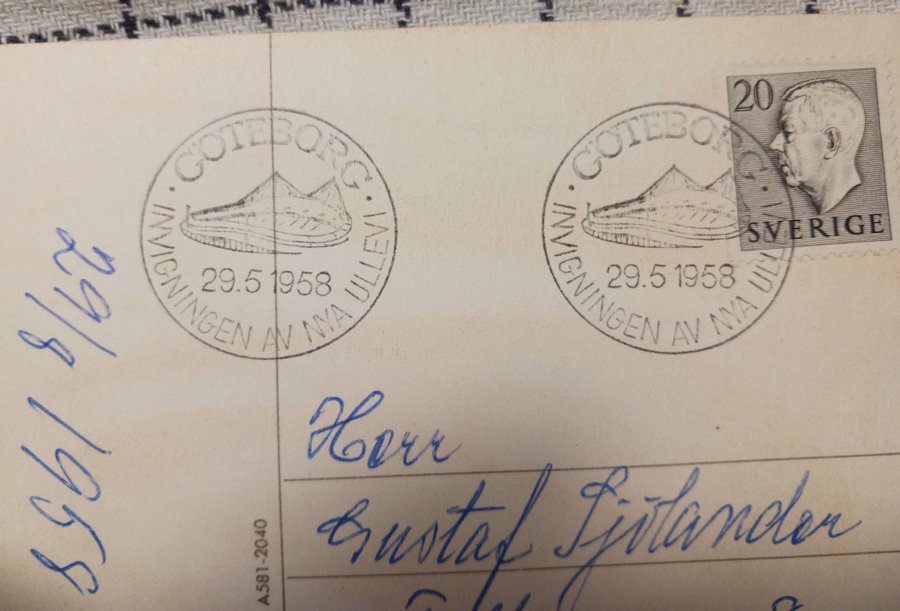 GÖTEBORG
INVIGNINGEN AV NYA ULLEVI
29.5 1958
GÖTEBORG
INVIGNINGEN AV NYA ULLEVI
29.5 1958
20
SVERIGE
29/8 1958
Herr
Gustaf Sjölander
A581-2040